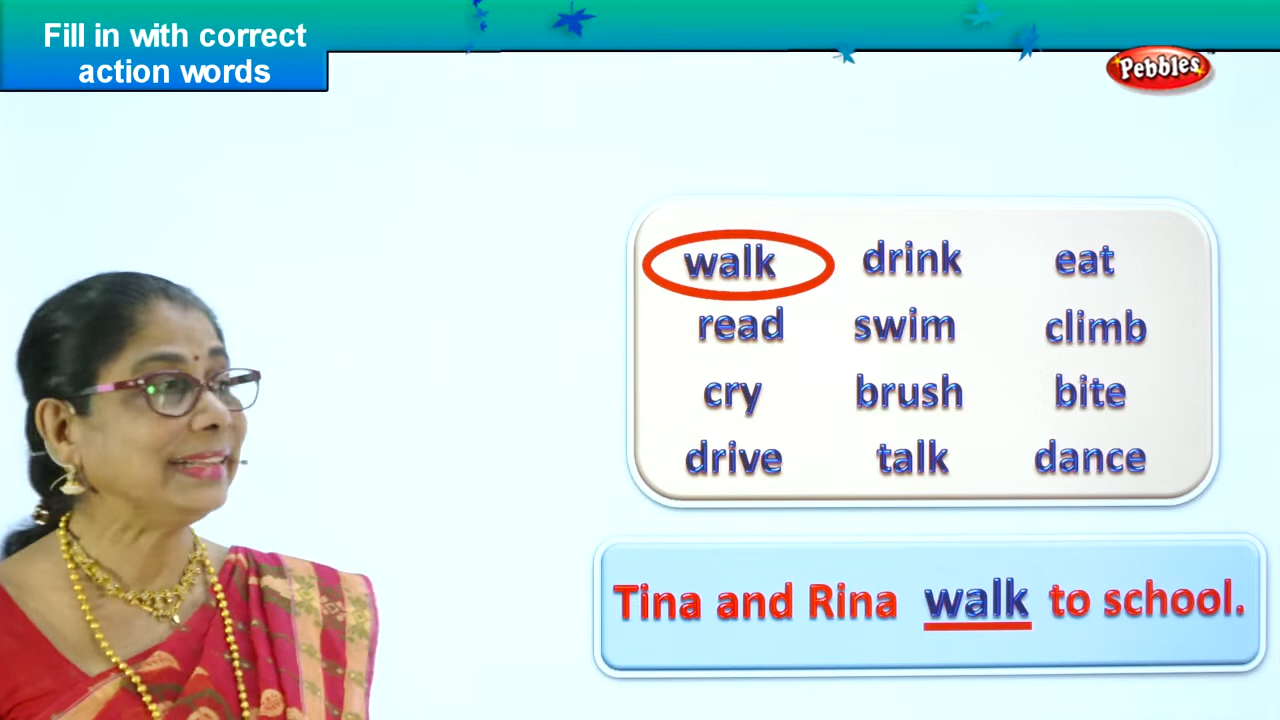 Fill in with correct
action words
Pebbles
walk drink eat
read swim climb
cry brush bite
drive talk dance
Tina and Rina walk to school.